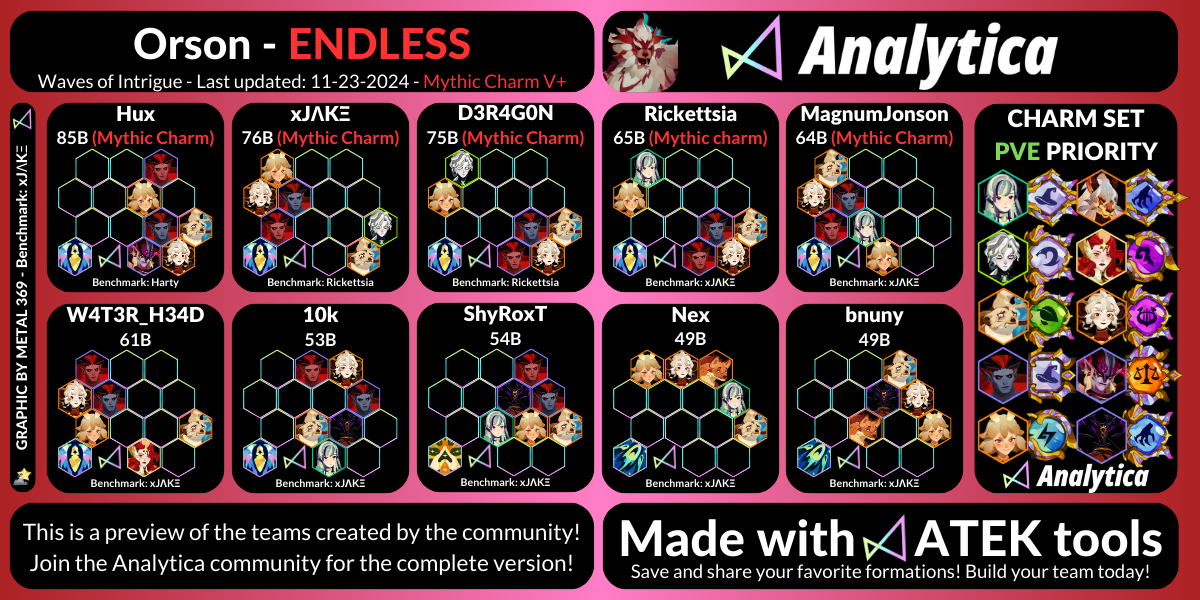 Orson - ENDLESS
Waves of Intrigue - Last updated: 11-23-2024 - Mythic Charm V+
Analytica
GRAPHIC BY METAL 369 - Benchmark: xJΛKΞ
Hux
85B (Mythic Charm)
Benchmark: Harty
xJΛKΞ
76B (Mythic Charm)
Benchmark: Rickettsia
D3R4G0N
75B (Mythic Charm)
Benchmark: Rickettsia
Rickettsia
65B (Mythic Charm)
Benchmark: xJΛKΞ
MagnumJonson
64B (Mythic Charm)
Benchmark: xJΛKΞ
W4T3R_H34D
61B
Benchmark: xJΛKΞ
10k
53B
Benchmark: xJΛKΞ
ShyRoxT
54B
Benchmark: xJΛKΞ
Nex
49B
Benchmark: xJΛKΞ
bnuny
49B
Benchmark: xJΛKΞ
CHARM SET
PVE PRIORITY
Analytica
This is a preview of the teams created by the community!
Join the Analytica community for the complete version!
Made with ATEK tools
Save and share your favorite formations! Build your team today!